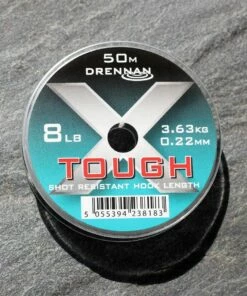 50M
DRENNAN
X
8LB
3.63KG
0.22MM
TOUGH
SHOT RESISTANT HOOK LENGTH
5 055394 238183